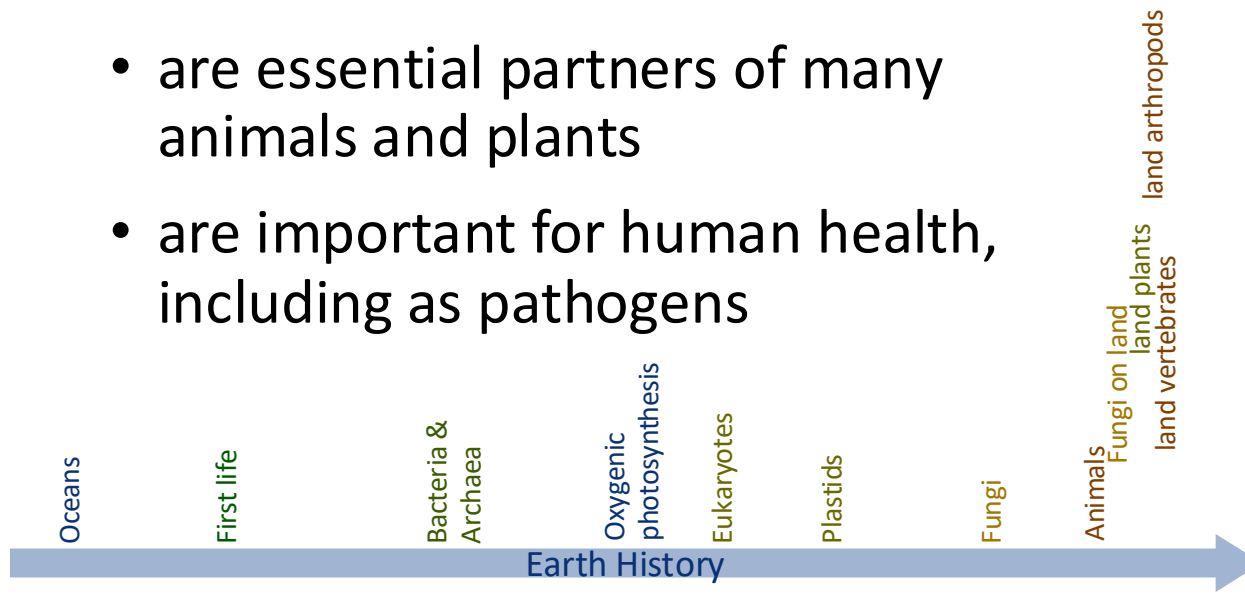 • are essential partners of many
animals and plants
• are important for human health,
including as pathogens
Oceans
First life
Bacteria &
Archaea
Oxygenic
photosynthesis
Eukaryotes
Plastids
Fungi
Animals
Fungi on land
land plants
land arthropods
land vertebrates
Earth History